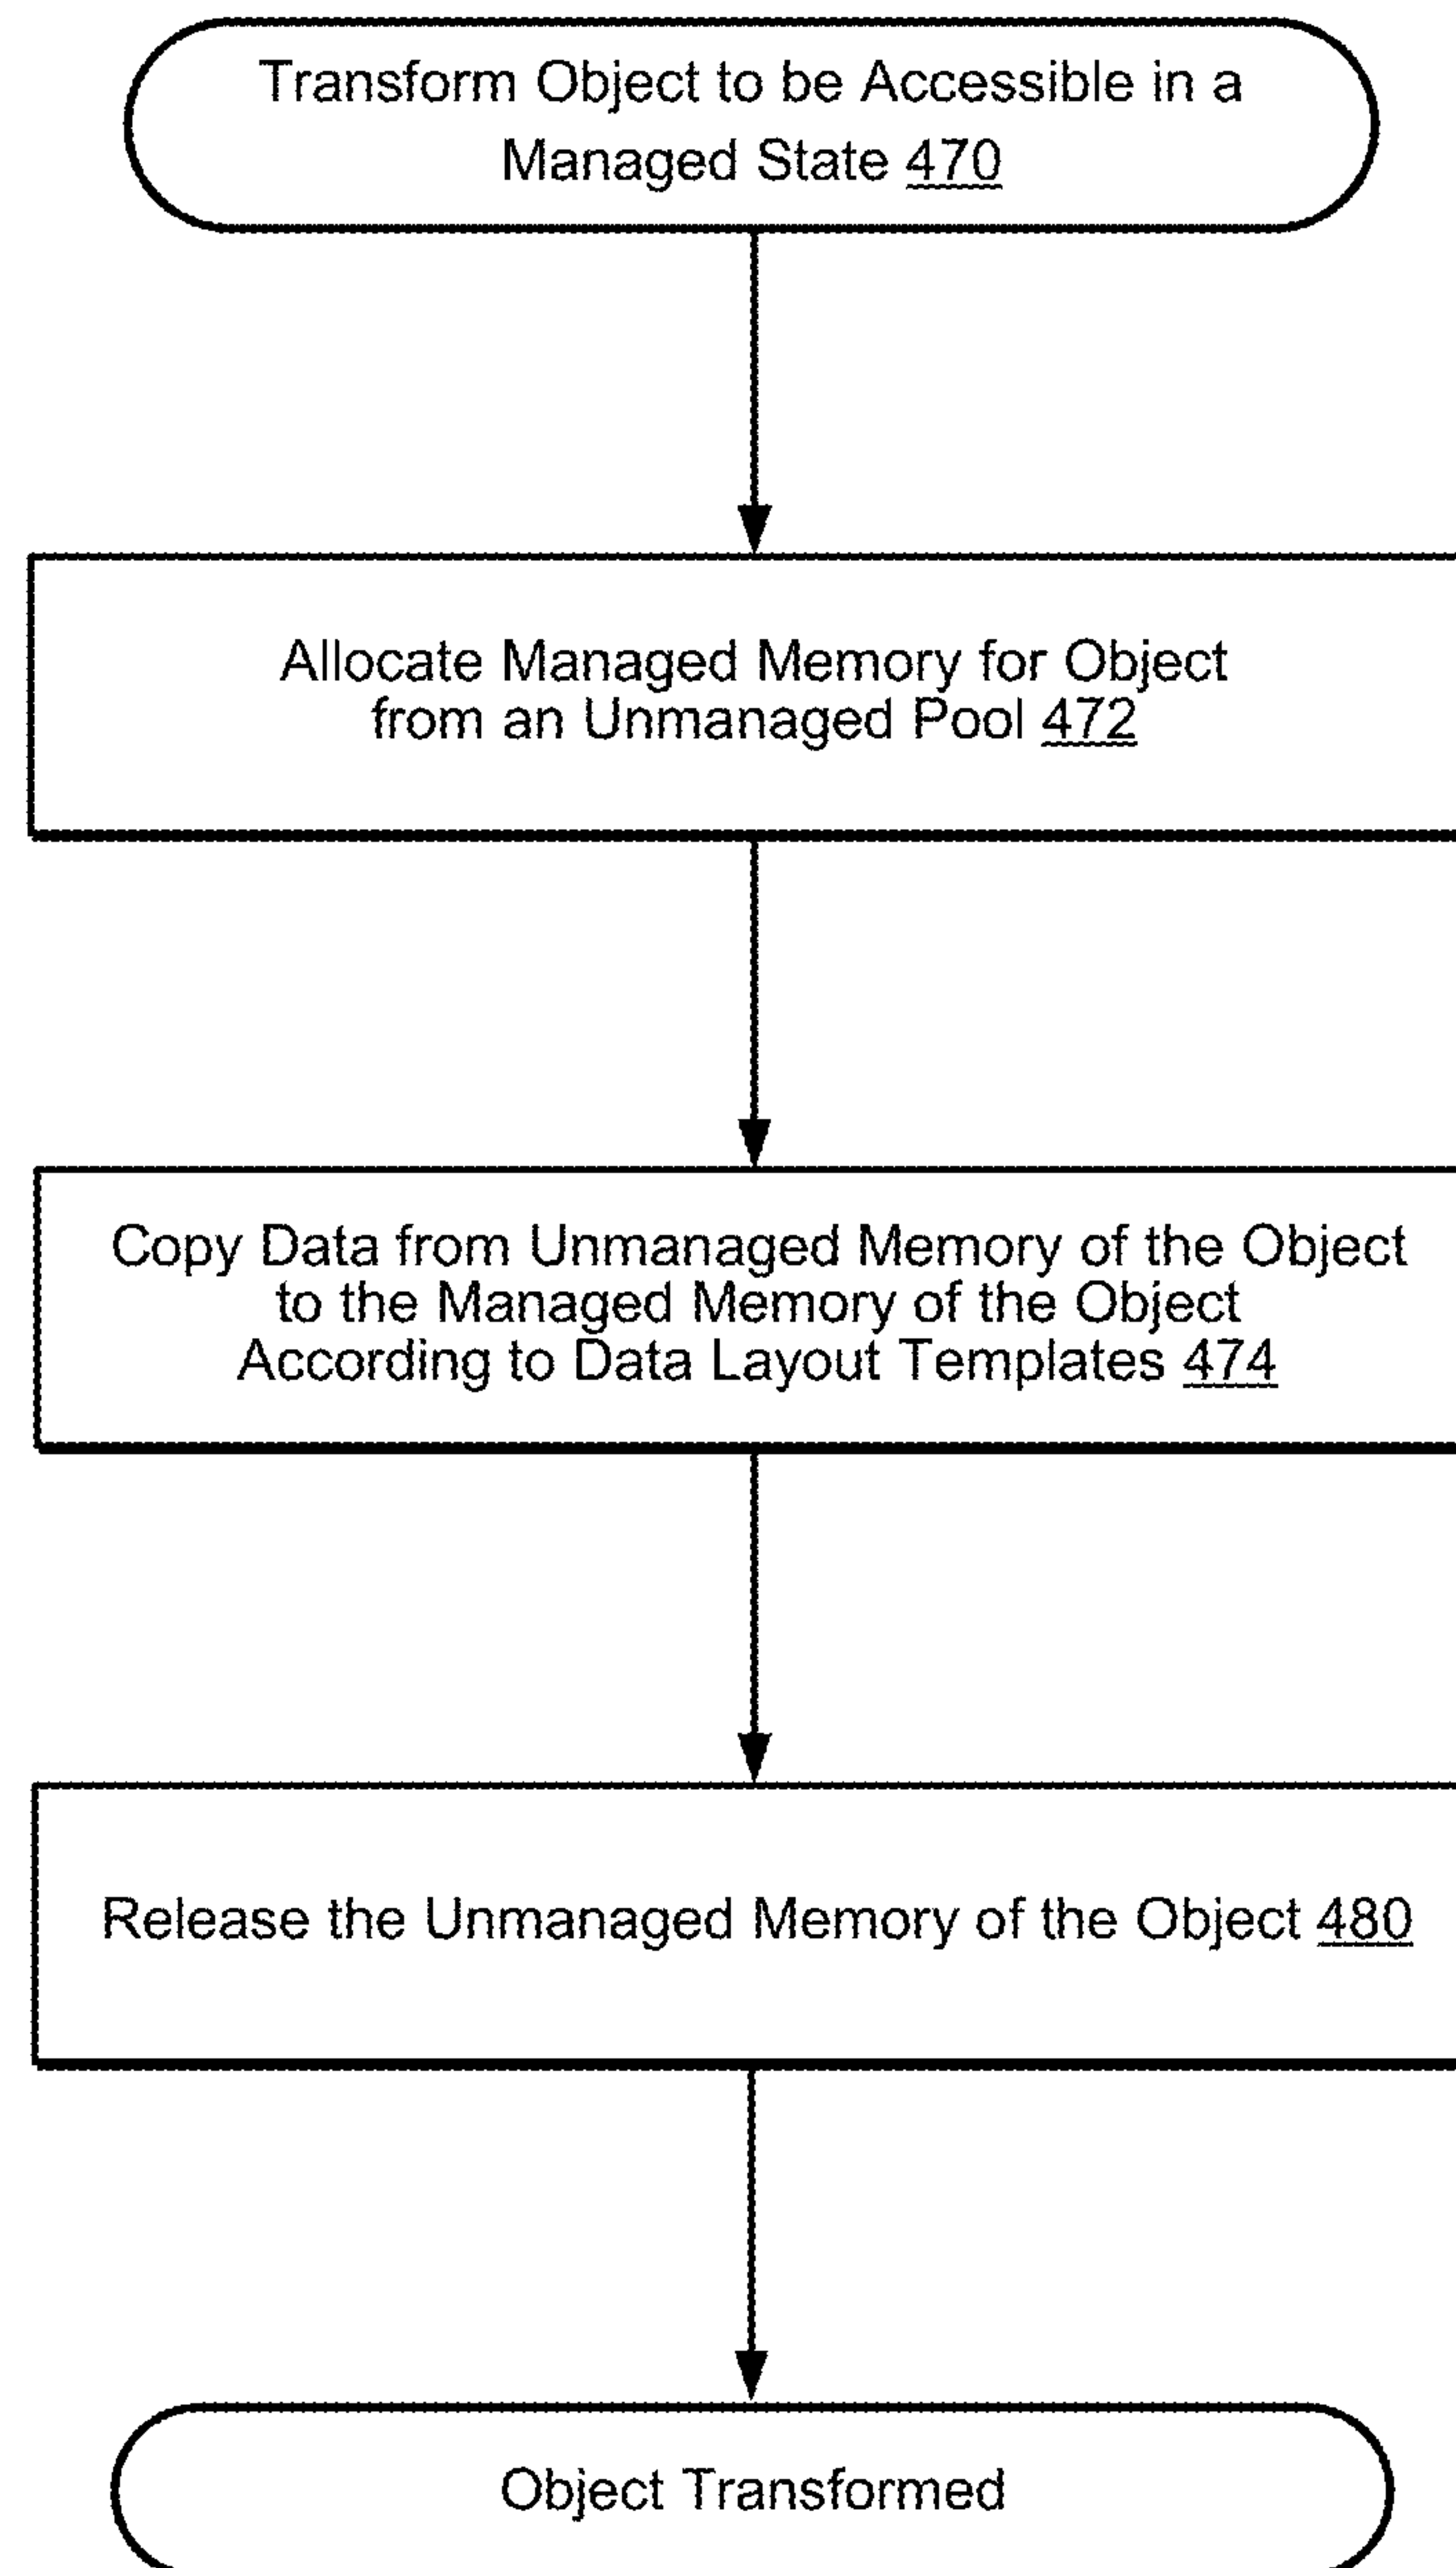 Transform Object to be Accessible in a
Managed State 470
Allocate Managed Memory for Object
from an Unmanaged Pool 472
Copy Data from Unmanaged Memory of the Object
to the Managed Memory of the Object
According to Data Layout Templates 474
Release the Unmanaged Memory of the Object 480
Object Transformed